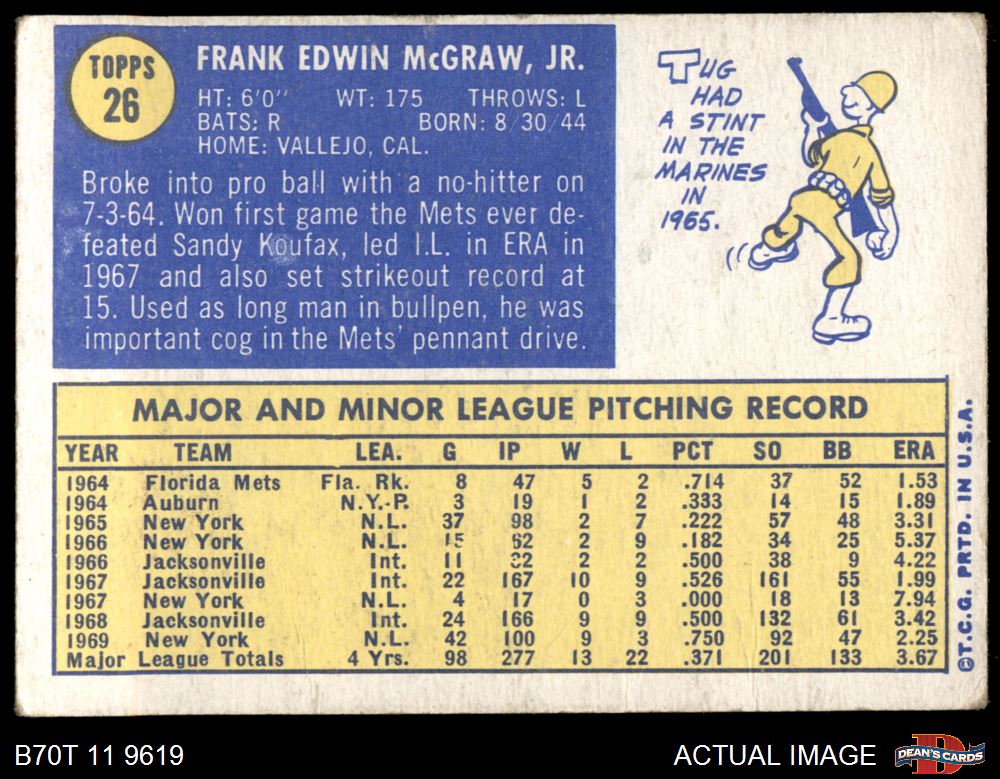 TOPPS
26
FRANK EDWIN McGRAW, JR.
HT: 6'0" WT: 175 THROWS: L
BATS: R BORN: 8/30/44
HOME: VALLEJO, CAL.
Broke into pro ball with a no-hitter on
7-3-64. Won first game the Mets ever de-
feated Sandy Koufax, led I.L. in ERA in
1967 and also set strikeout record at
15. Used as long man in bullpen, he was
important cog in the Mets' pennant drive.
TUG
HAD
A STINT
IN THE
MARINES
IN
1965.
MAJOR AND MINOR LEAGUE PITCHING RECORD
YEAR TEAM LEA. G IP W L PCT SO BB ERA
1964 Florida Mets Fla. Rk. 8 47 5 2 .714 37 52 1.53
1964 Auburn N.Y.-P. 3 19 1 2 .333 14 15 1.89
1965 New York N.L. 37 98 2 7 .222 57 48 3.31
1966 New York N.L. 15 62 2 9 .182 34 25 5.37
1966 Jacksonville Int. 11 32 2 2 .500 38 9 4.22
1967 Jacksonville Int. 22 167 10 9 .526 161 55 1.99
1967 New York N.L. 4 17 0 3 .000 18 13 7.94
1968 Jacksonville Int. 24 166 9 9 .500 132 61 3.42
1969 New York N.L. 42 100 9 3 .750 92 47 2.25
Major League Totals 4 Yrs. 98 277 13 22 .371 201 133 3.67
©T.C.G. PRTD. IN U.S.A.
B70T 11 9619
ACTUAL IMAGE
DEAN'S CARDS